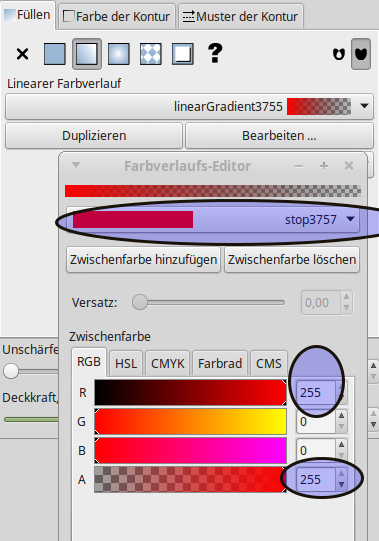 Füllen Farbe der Kontur Muster der Kontur
?
Linearer Farbverlauf
linearGradient3755
Duplizieren Bearbeiten ...
Farbverlaufs-Editor
stop3757
Zwischenfarbe hinzufügen Zwischenfarbe löschen
Versatz: 0,00
Unschärfe
Zwischenfarbe
Deckkraft,
RGB HSL CMYK Farbrad CMS
R 255
G 0
B 0
A 255